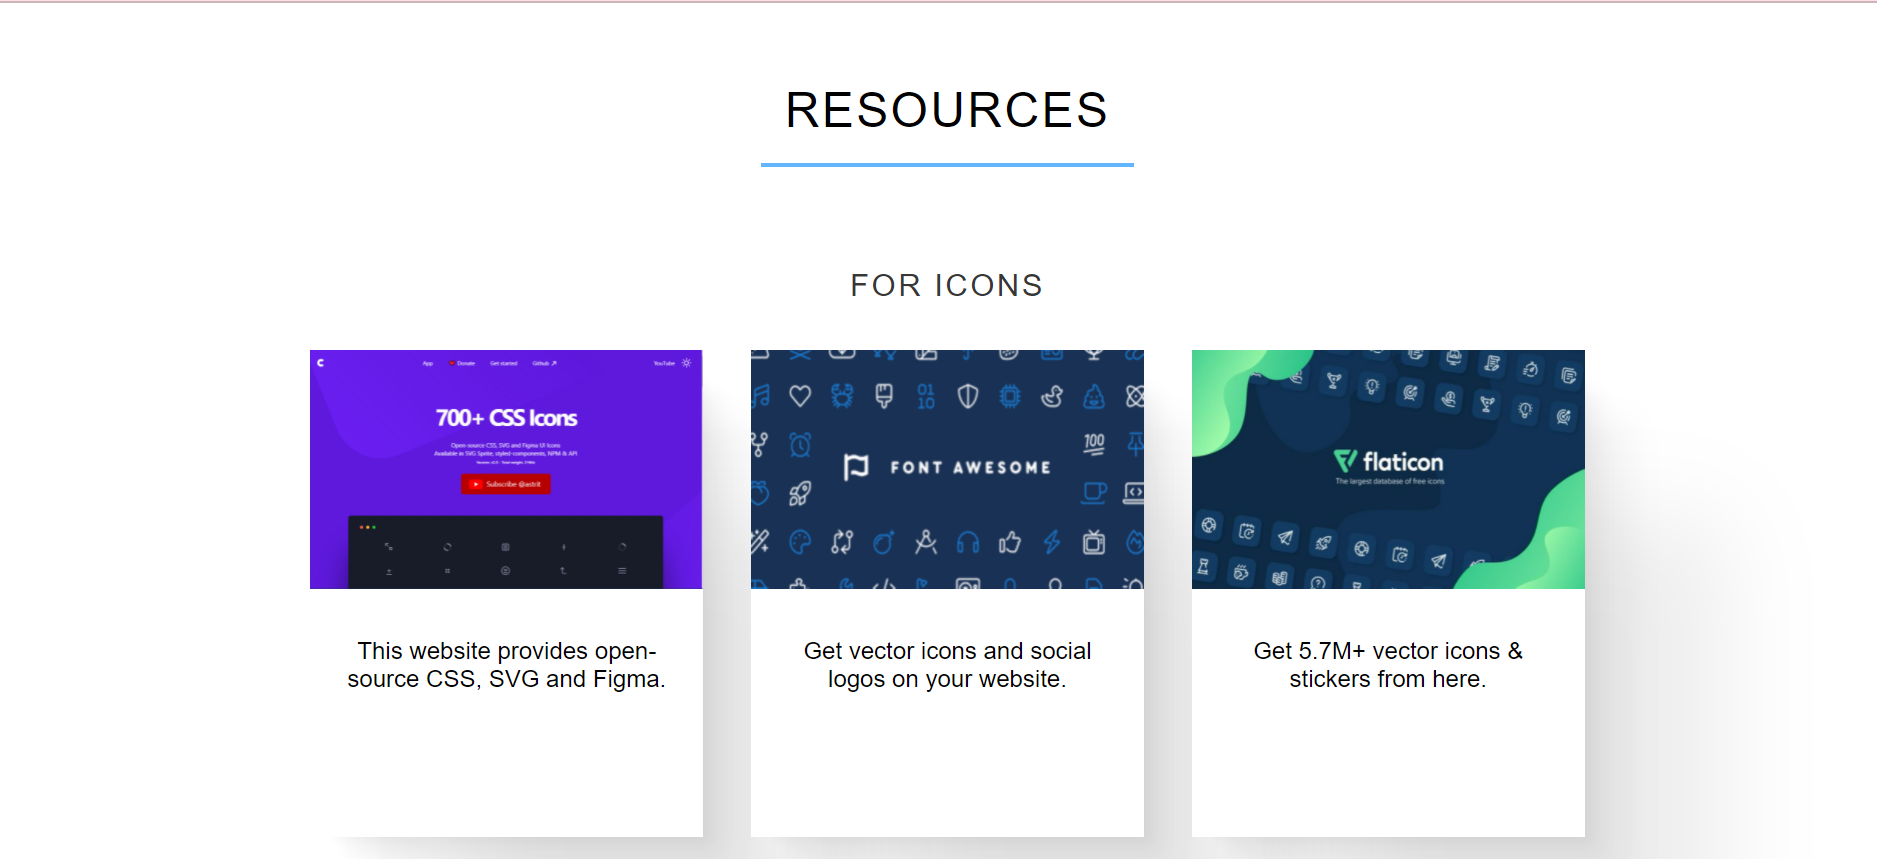 RESOURCES
FOR ICONS
App Donate Get started Github YouTube
700+ CSS Icons
Open-source CSS, SVG and Figma UI Icons
Available in SVG Sprite, styled-components, NPM & API
Subscribe @astrit
This website provides open-
source CSS, SVG and Figma.
01
10
100
FONT AWESOME
Get vector icons and social
logos on your website.
flaticon
The largest database of free icons
Get 5.7M+ vector icons &
stickers from here.